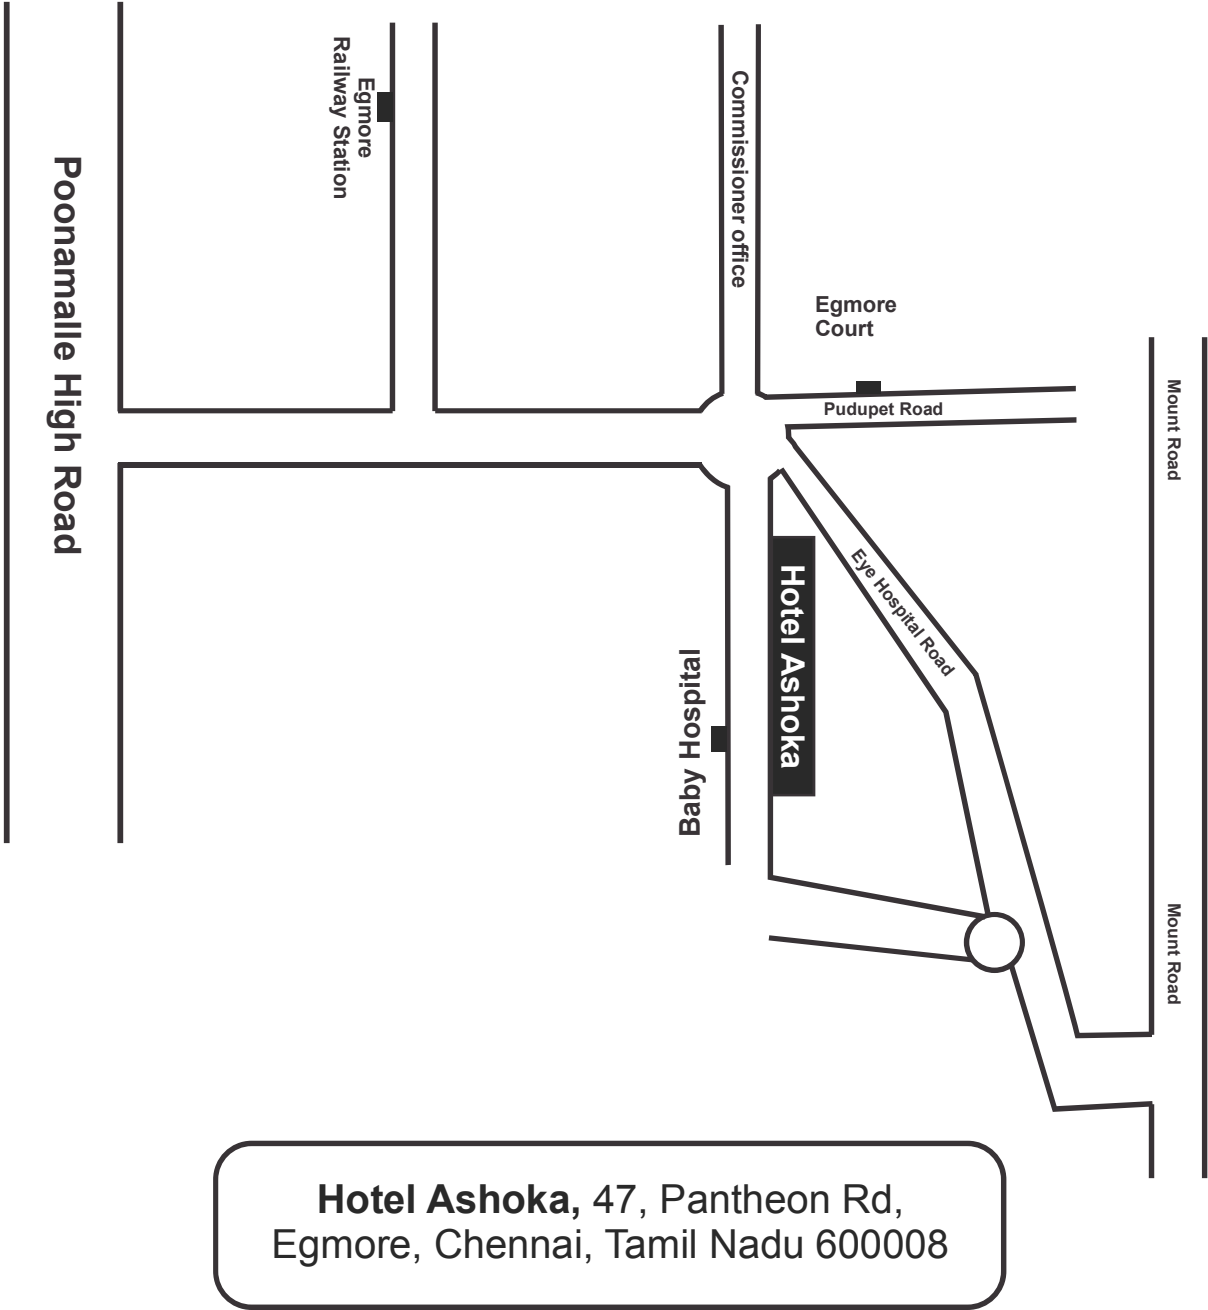 Egmore
Railway Station
Commissioner office
Poonamalle High Road
Egmore
Court
Pudupet Road
Mount Road
Eye Hospital Road
Hotel Ashoka
Baby Hospital
Mount Road
Hotel Ashoka, 47, Pantheon Rd,
Egmore, Chennai, Tamil Nadu 600008